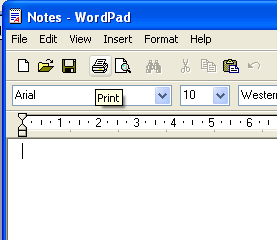 Notes - WordPad
File Edit View Insert Format Help
Print
Arial 10 Western
1 2 3 4 5 6